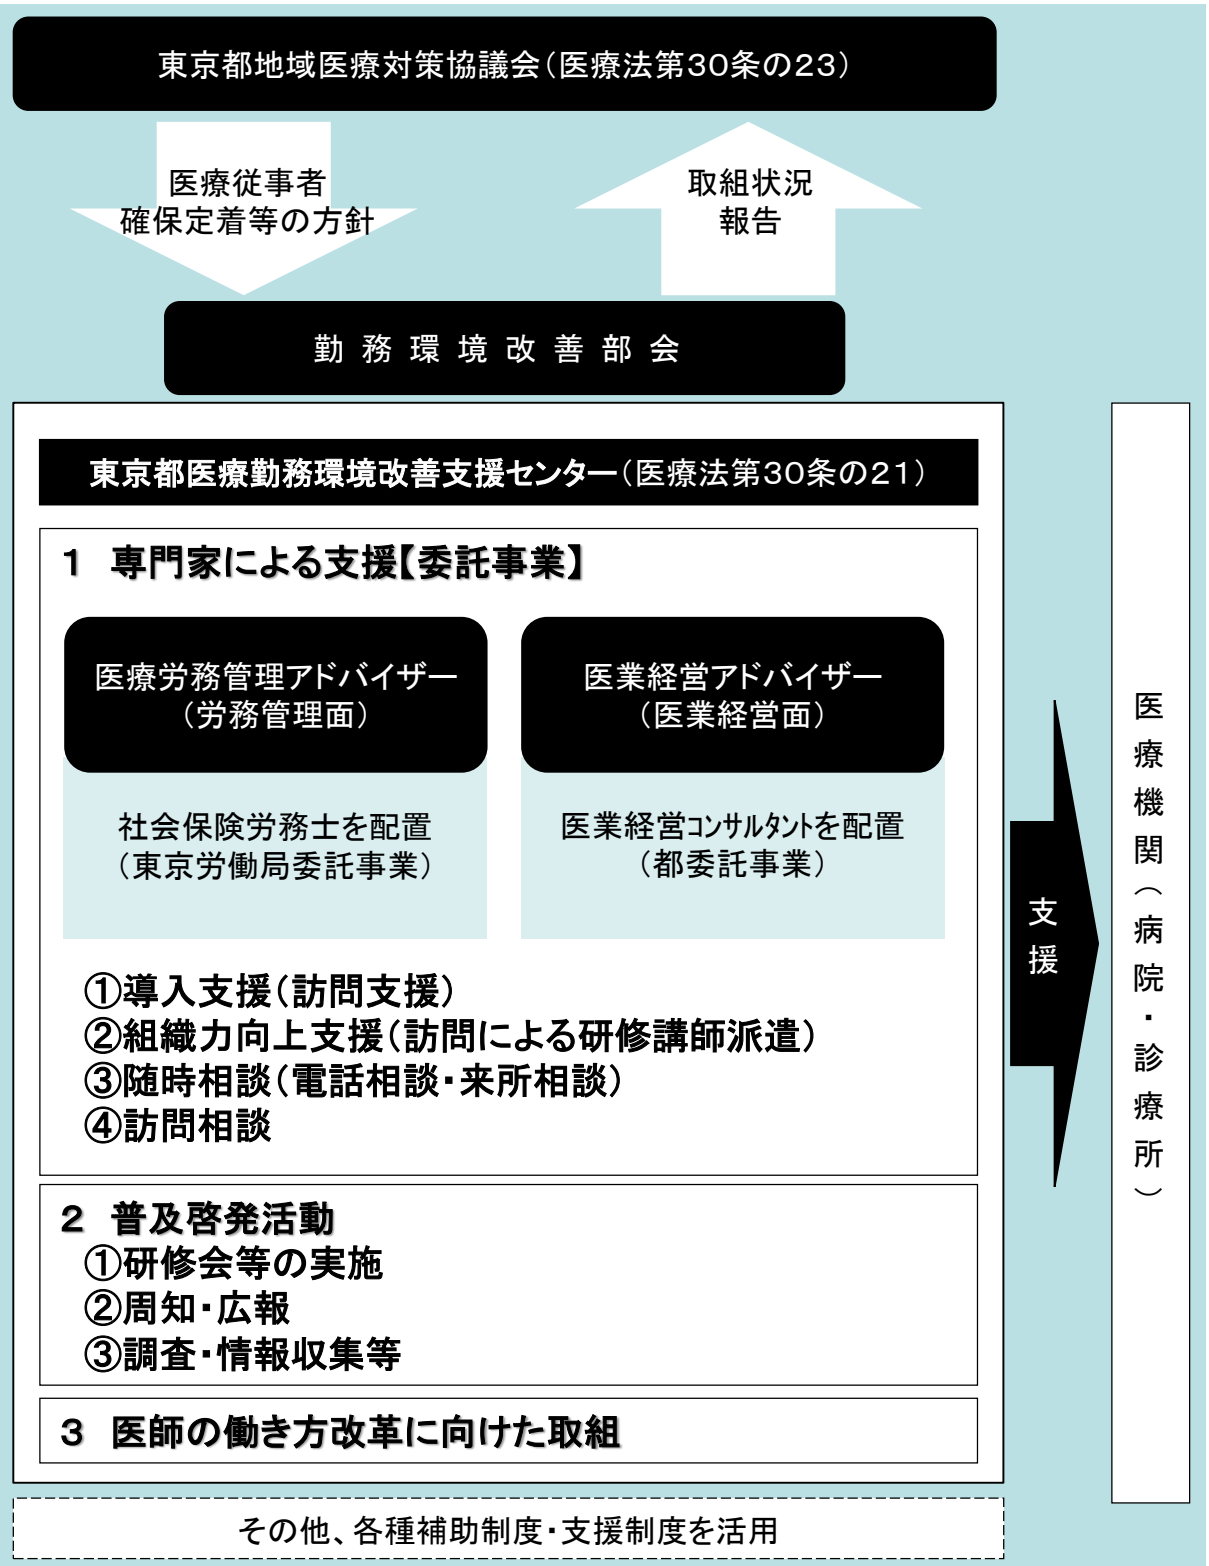 東京都地域医療対策協議会（医療法第30条の23）
医療従事者
確保定着等の方針
取組状況
報告
勤務環境改善部会
東京都医療勤務環境改善支援センター（医療法第30条の21）
１　専門家による支援【委託事業】
医療労務管理アドバイザー
（労務管理面）
医業経営アドバイザー
（医業経営面）
社会保険労務士を配置
（東京労働局委託事業）
医業経営コンサルタントを配置
（都委託事業）
①導入支援（訪問支援）
②組織力向上支援（訪問による研修講師派遣）
③随時相談（電話相談・来所相談）
④訪問相談
２　普及啓発活動
①研修会等の実施
②周知・広報
③調査・情報収集等
３　医師の働き方改革に向けた取組
その他、各種補助制度・支援制度を活用
支援
医療機関（病院・診療所）